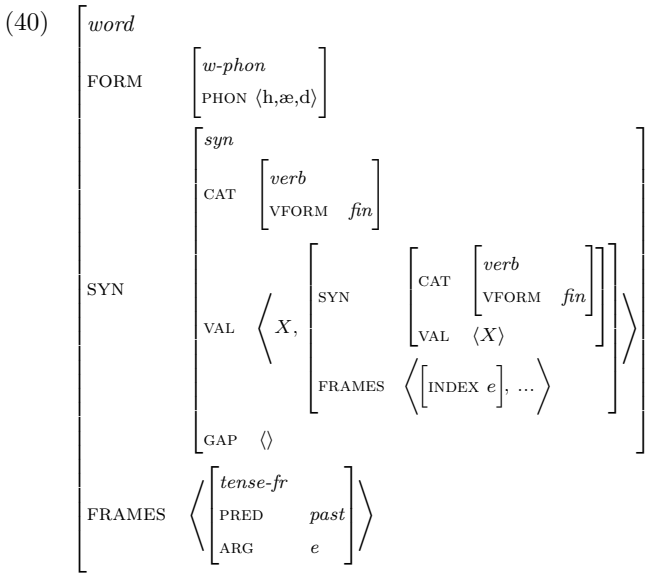 (40)
word
FORM
w-phon
PHON ⟨h,æ,d⟩
SYN
syn
CAT
verb
VFORM fin
VAL ⟨ X,
SYN
CAT
verb
VFORM fin
VAL ⟨X⟩
FRAMES ⟨[INDEX e], ...⟩
⟩
GAP ⟨⟩
FRAMES
⟨
tense-fr
PRED past
ARG e
⟩